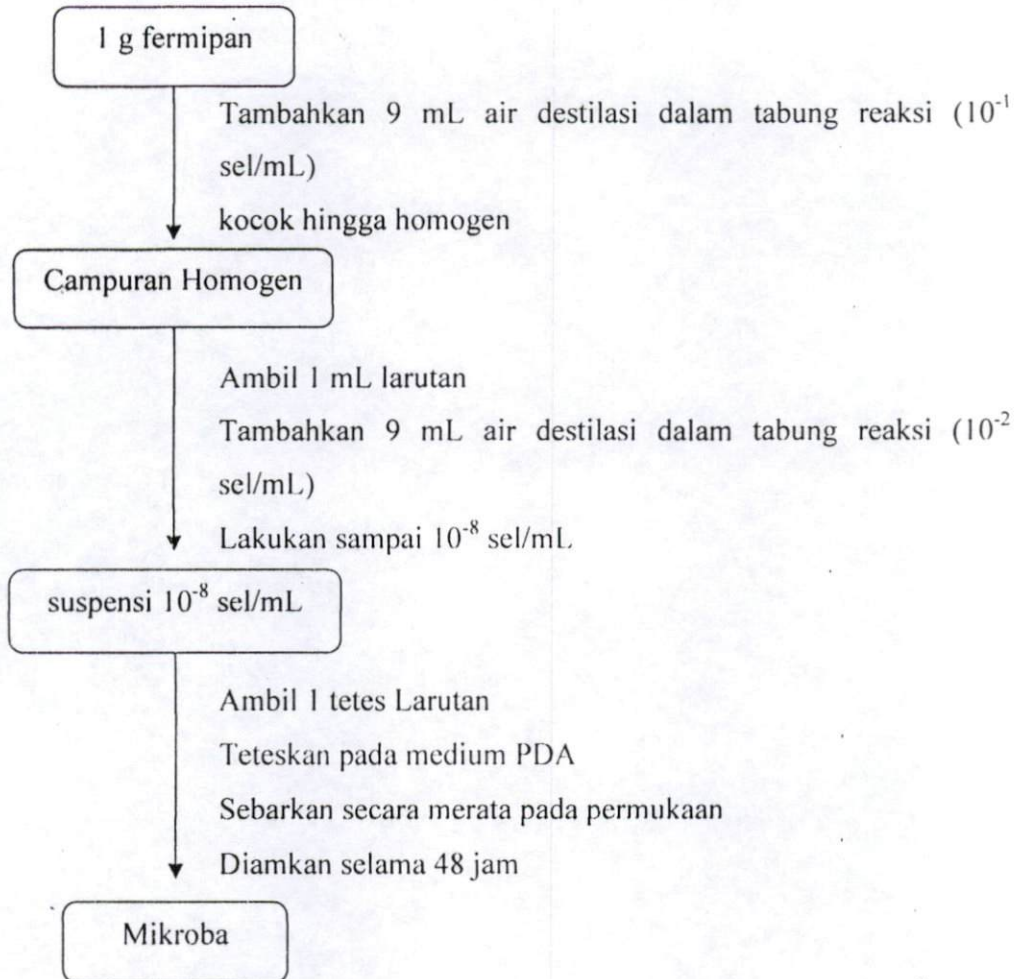 1 g fermipan
Tambahkan 9 mL air destilasi dalam tabung reaksi (10⁻¹
sel/mL)
kocok hingga homogen
Campuran Homogen
Ambil 1 mL larutan
Tambahkan 9 mL air destilasi dalam tabung reaksi (10⁻²
sel/mL)
Lakukan sampai 10⁻⁸ sel/mL
suspensi 10⁻⁸ sel/mL
Ambil 1 tetes Larutan
Teteskan pada medium PDA
Sebarkan secara merata pada permukaan
Diamkan selama 48 jam
Mikroba